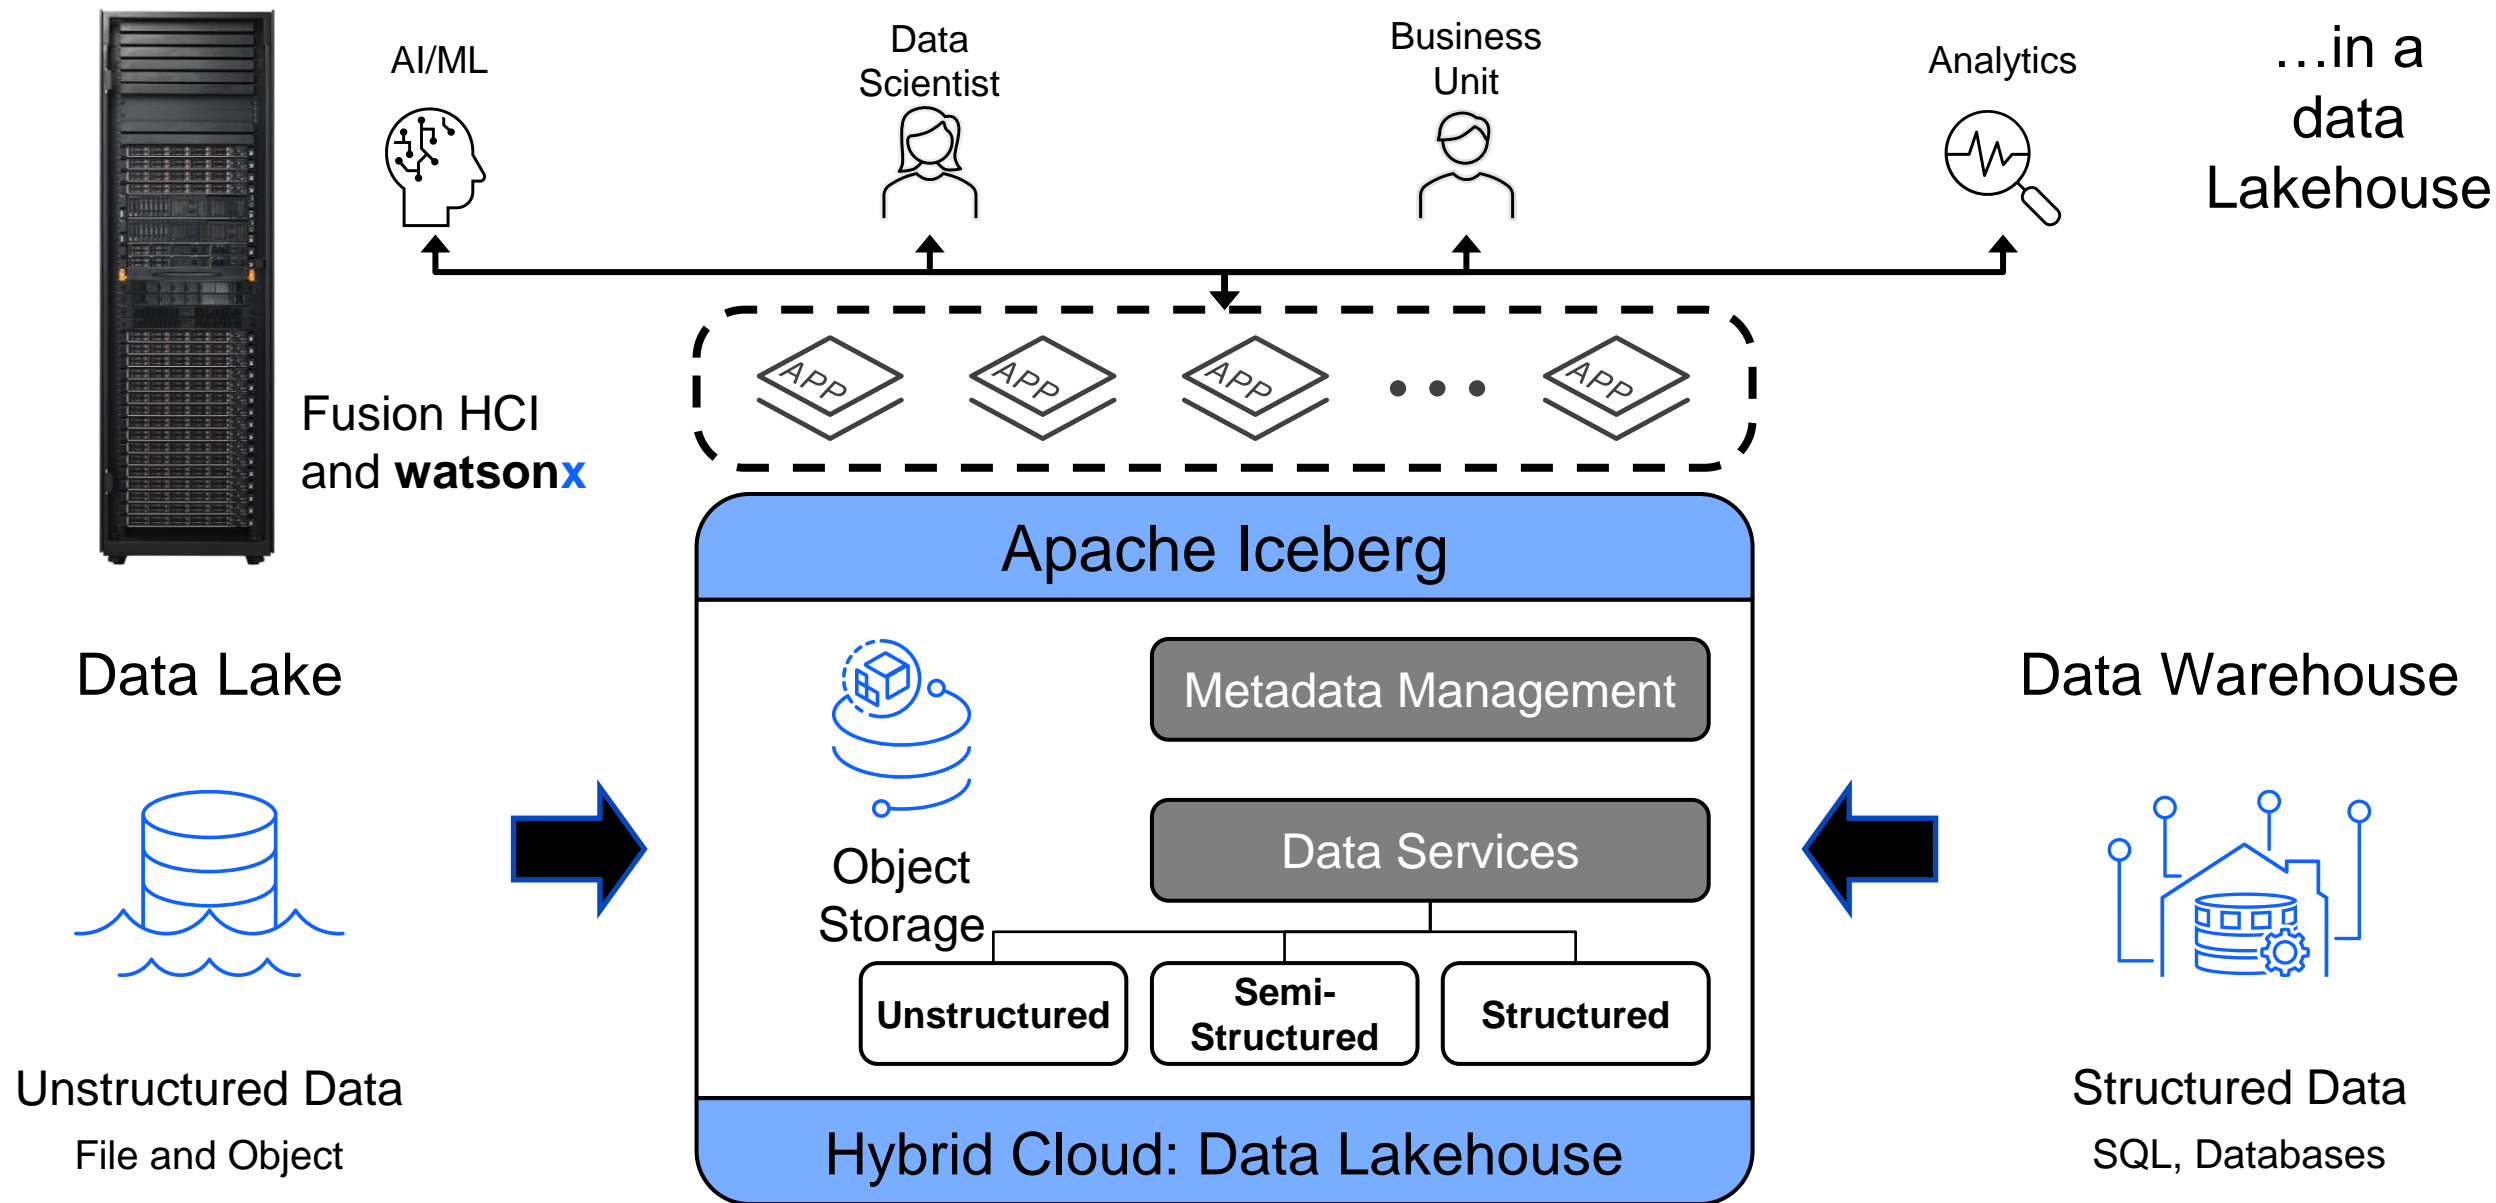 AI/ML
Data
Scientist
Business
Unit
Analytics
…in a
data
Lakehouse
APP
APP
APP
APP
Fusion HCI
and watsonx
Apache Iceberg
Data Lake
Metadata Management
Data Warehouse
Data Services
Object
Storage
Unstructured
Semi-
Structured
Structured
Unstructured Data
File and Object
Structured Data
SQL, Databases
Hybrid Cloud: Data Lakehouse